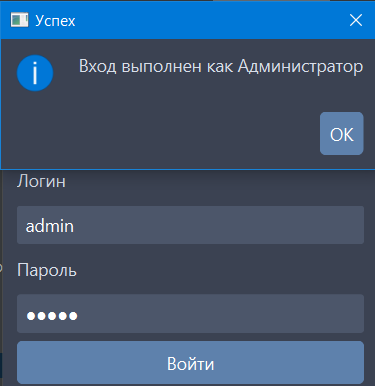 Успех
Вход выполнен как Администратор
OK
Логин
admin
Пароль
●●●●●
Войти